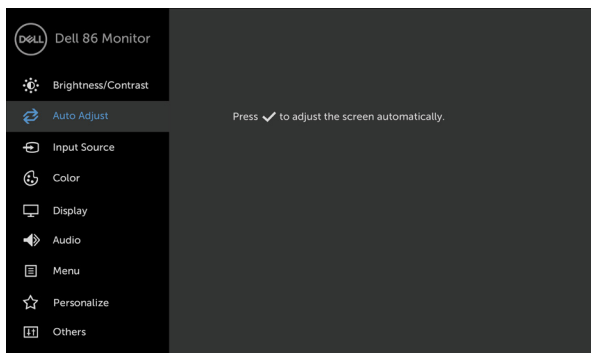 DELL
Dell 86 Monitor
Brightness/Contrast
Auto Adjust
Press ✓ to adjust the screen automatically.
Input Source
Color
Display
Audio
Menu
Personalize
Others